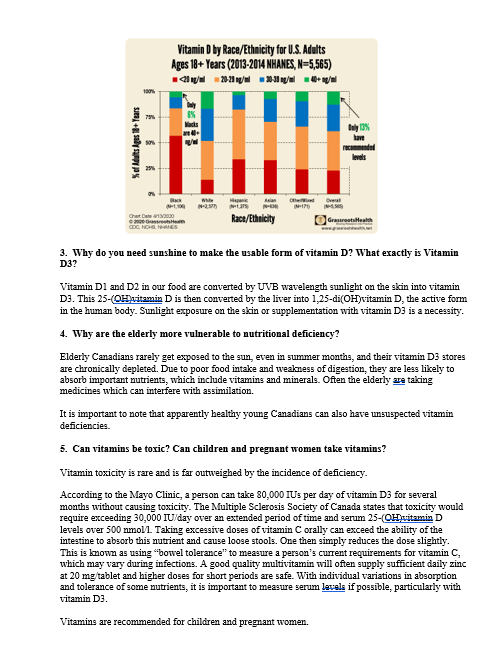 Vitamin D by Race/Ethnicity for U.S. Adults
Ages 18+ Years (2013-2014 NHANES, N=5,565)
<20 ng/ml 20-29 ng/ml 30-39 ng/ml 40+ ng/ml
% of Adults Ages 18+ Years
100%
75%
50%
25%
0%
Only
6%
blacks
are 40+
ng/ml
Only 13%
have
recommended
levels
Black White Hispanic Asian Other/Mixed Overall
(N=1,106) (N=2,377) (N=1,275) (N=636) (N=171) (N=5,565)
Race/Ethnicity
Chart Date 4/13/2020
© 2020 GrassrootsHealth
CDC, NCHS, NHANES
GrassrootsHealth
www.grassrootshealth.net
3. Why do you need sunshine to make the usable form of vitamin D? What exactly is Vitamin
D3?
Vitamin D1 and D2 in our food are converted by UVB wavelength sunlight on the skin into vitamin
D3. This 25-(OH)vitamin D is then converted by the liver into 1,25-di(OH)vitamin D, the active form
in the human body. Sunlight exposure on the skin or supplementation with vitamin D3 is a necessity.
4. Why are the elderly more vulnerable to nutritional deficiency?
Elderly Canadians rarely get exposed to the sun, even in summer months, and their vitamin D3 stores
are chronically depleted. Due to poor food intake and weakness of digestion, they are less likely to
absorb important nutrients, which include vitamins and minerals. Often the elderly are taking
medicines which can interfere with assimilation.
It is important to note that apparently healthy young Canadians can also have unsuspected vitamin
deficiencies.
5. Can vitamins be toxic? Can children and pregnant women take vitamins?
Vitamin toxicity is rare and is far outweighed by the incidence of deficiency.
According to the Mayo Clinic, a person can take 80,000 IUs per day of vitamin D3 for several
months without causing toxicity. The Multiple Sclerosis Society of Canada states that toxicity would
require exceeding 30,000 IU/day over an extended period of time and serum 25-(OH)vitamin D
levels over 500 nmol/l. Taking excessive doses of vitamin C orally can exceed the ability of the
intestine to absorb this nutrient and cause loose stools. One then simply reduces the dose slightly.
This is known as using “bowel tolerance” to measure a person's current requirements for vitamin C,
which may vary during infections. A good quality multivitamin will often supply sufficient daily zinc
at 20 mg/tablet and higher doses for short periods are safe. With individual variations in absorption
and tolerance of some nutrients, it is important to measure serum levels if possible, particularly with
vitamin D3.
Vitamins are recommended for children and pregnant women.